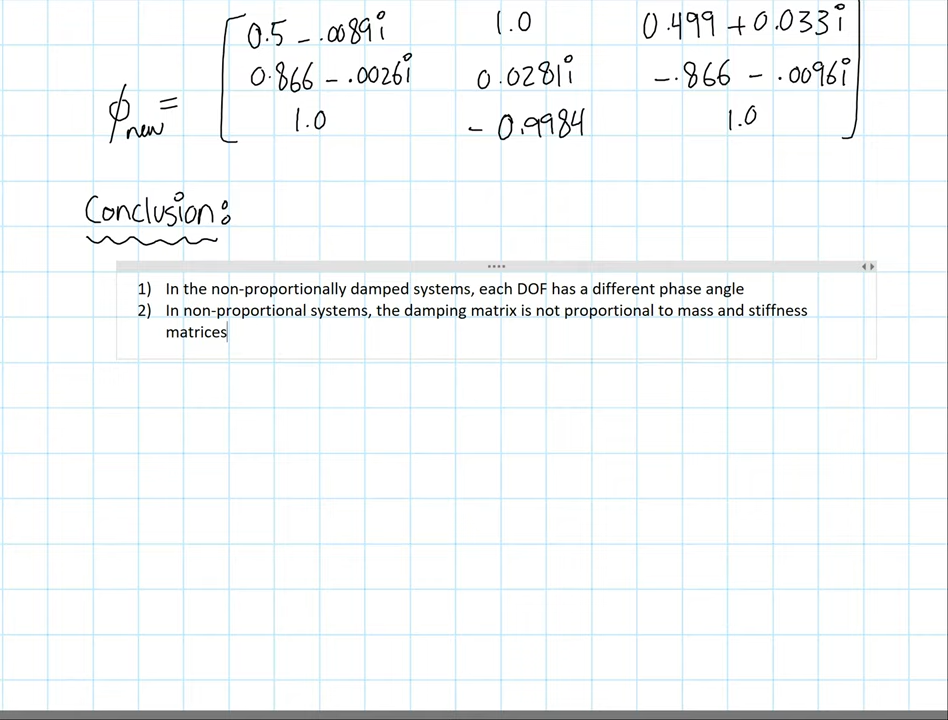 0.5 - .0089i 1.0 0.499 + 0.033i
0.866 - .0026i 0.0281i -.866 - .0096i
ϕnew = 1.0 - 0.9984 1.0
Conclusion:
1) In the non-proportionally damped systems, each DOF has a different phase angle
2) In non-proportional systems, the damping matrix is not proportional to mass and stiffness
matrices